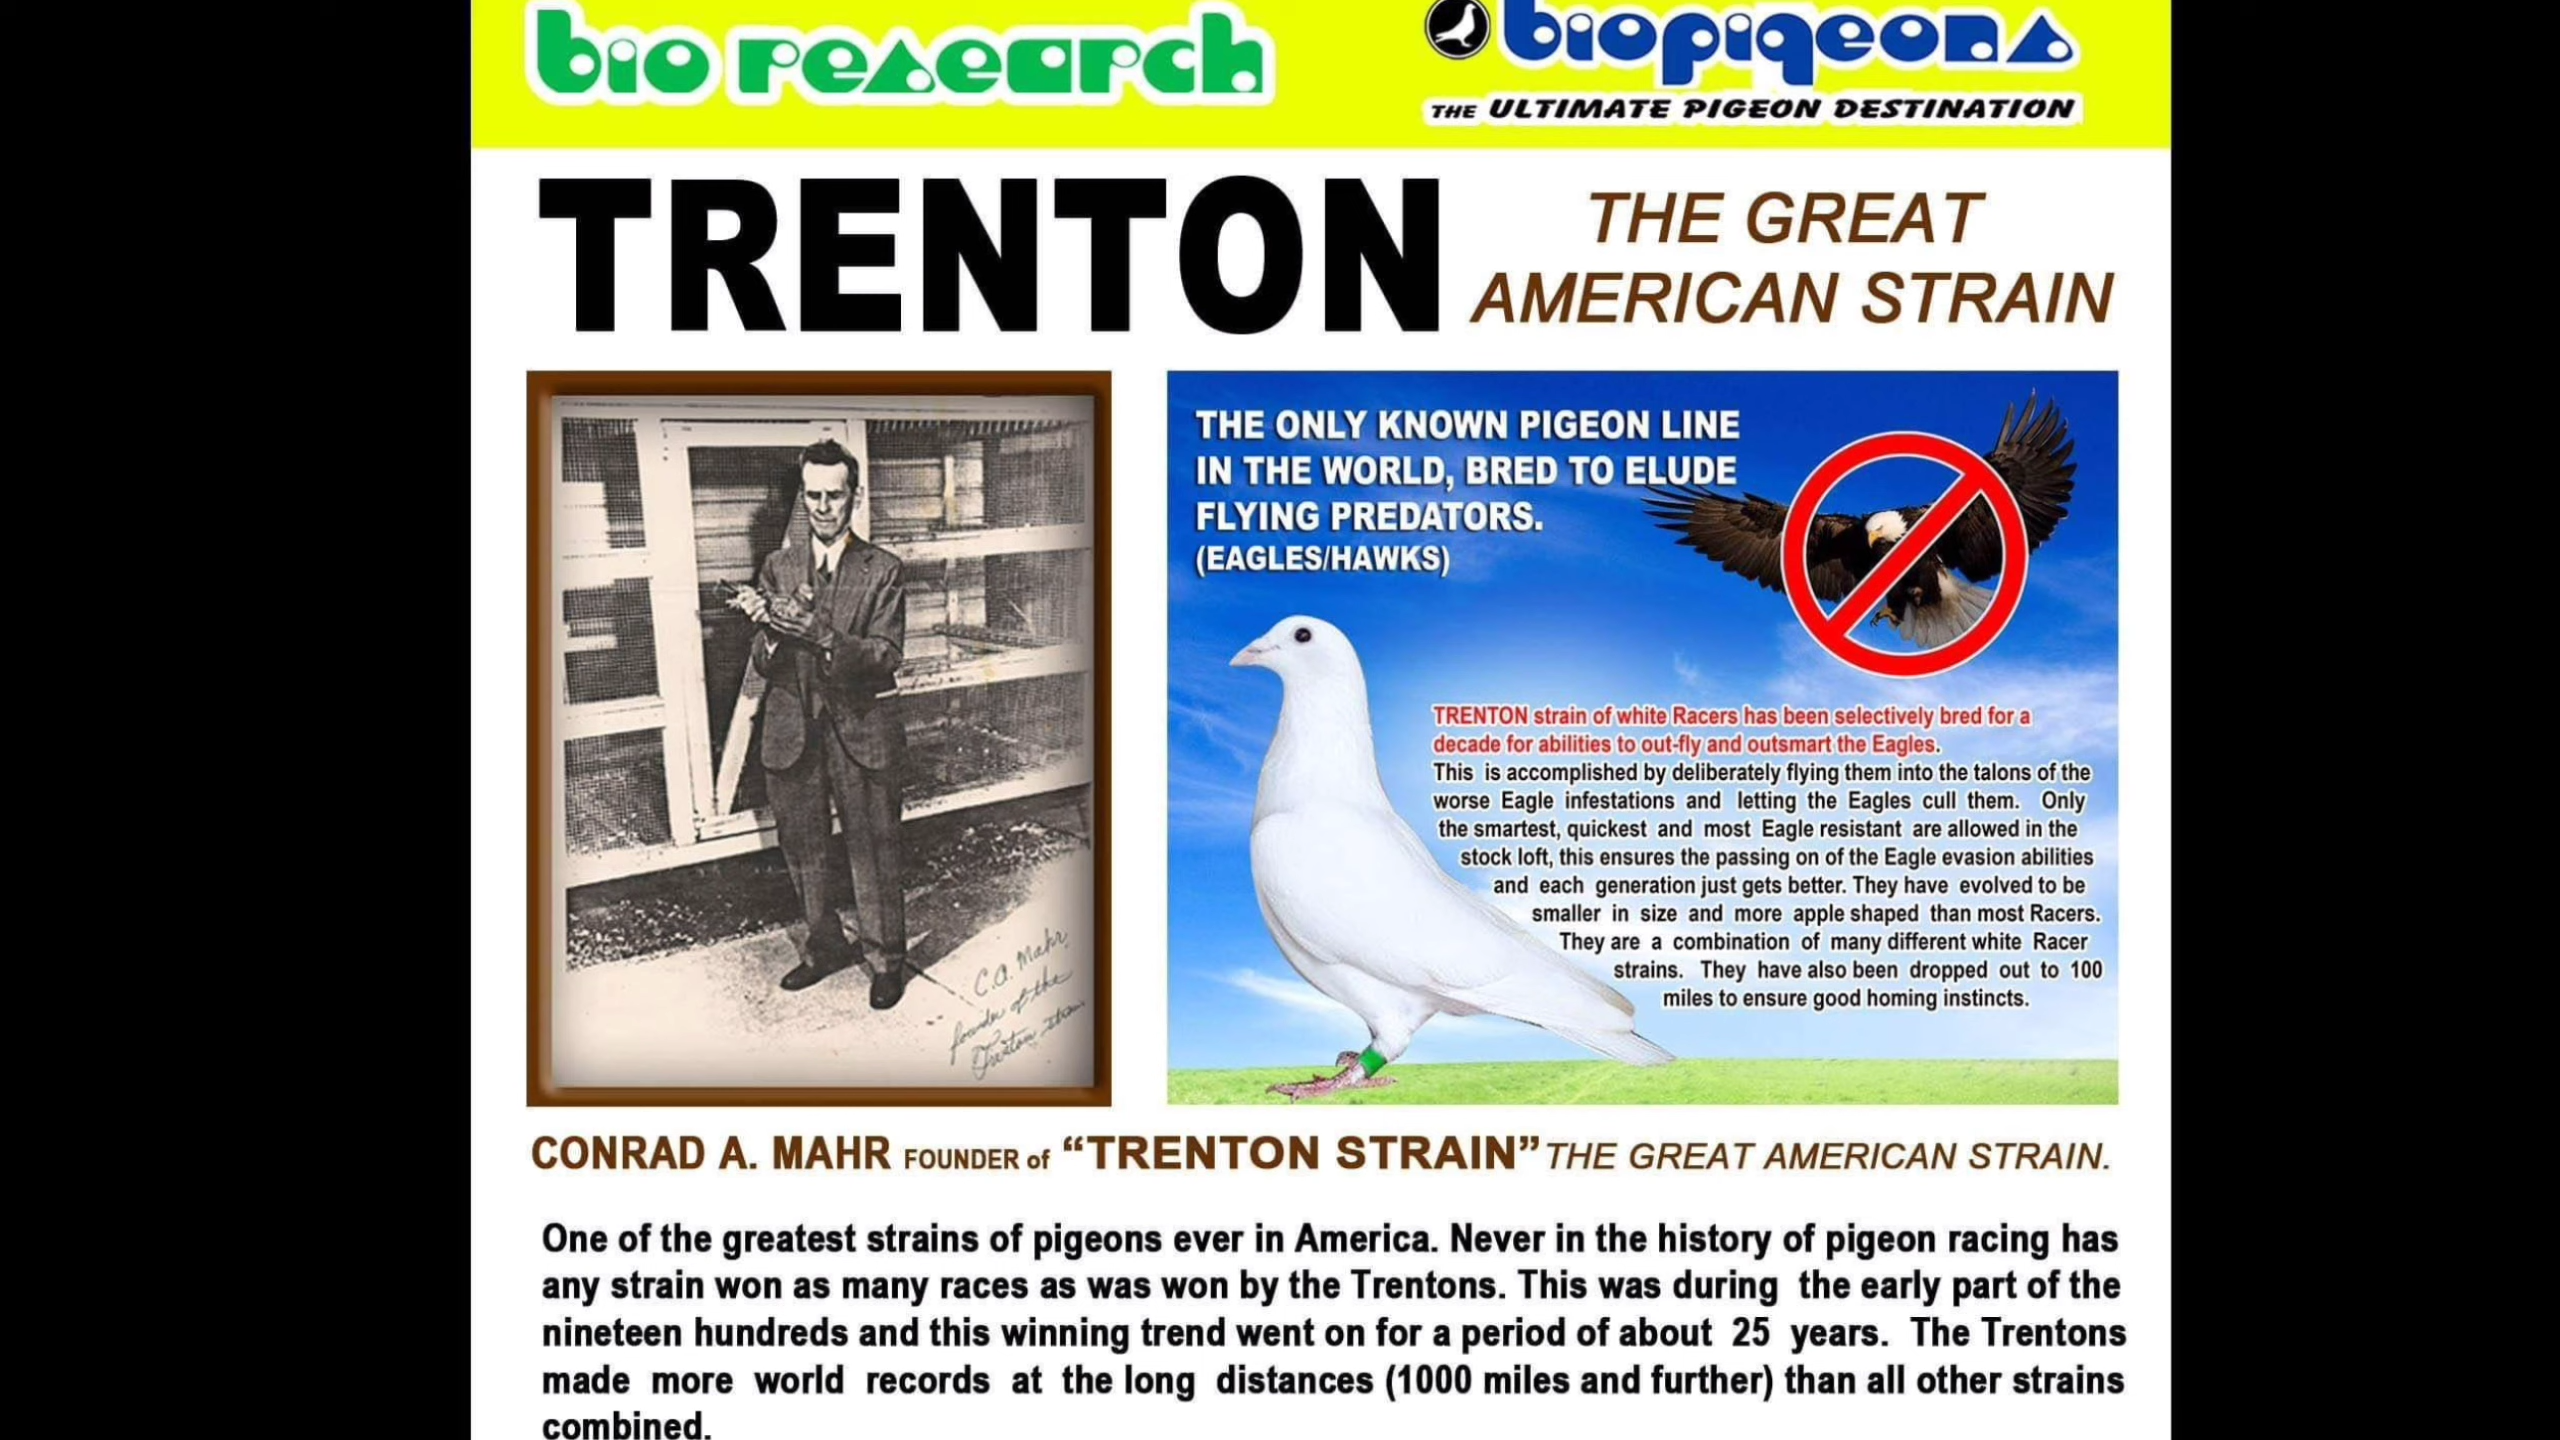 bio research
biopigeons
THE ULTIMATE PIGEON DESTINATION
TRENTON
THE GREAT
AMERICAN STRAIN
C.A. Mahr
founder of the
Trenton Strain
THE ONLY KNOWN PIGEON LINE
IN THE WORLD, BRED TO ELUDE
FLYING PREDATORS.
(EAGLES/HAWKS)
TRENTON strain of white Racers has been selectively bred for a
decade for abilities to out-fly and outsmart the Eagles.
This is accomplished by deliberately flying them into the talons of the
worse Eagle infestations and letting the Eagles cull them. Only
the smartest, quickest and most Eagle resistant are allowed in the
stock loft, this ensures the passing on of the Eagle evasion abilities
and each generation just gets better. They have evolved to be
smaller in size and more apple shaped than most Racers.
They are a combination of many different white Racer
strains. They have also been dropped out to 100
miles to ensure good homing instincts.
CONRAD A. MAHR FOUNDER of “TRENTON STRAIN” THE GREAT AMERICAN STRAIN.
One of the greatest strains of pigeons ever in America. Never in the history of pigeon racing has
any strain won as many races as was won by the Trentons. This was during the early part of the
nineteen hundreds and this winning trend went on for a period of about 25 years. The Trentons
made more world records at the long distances (1000 miles and further) than all other strains
combined.